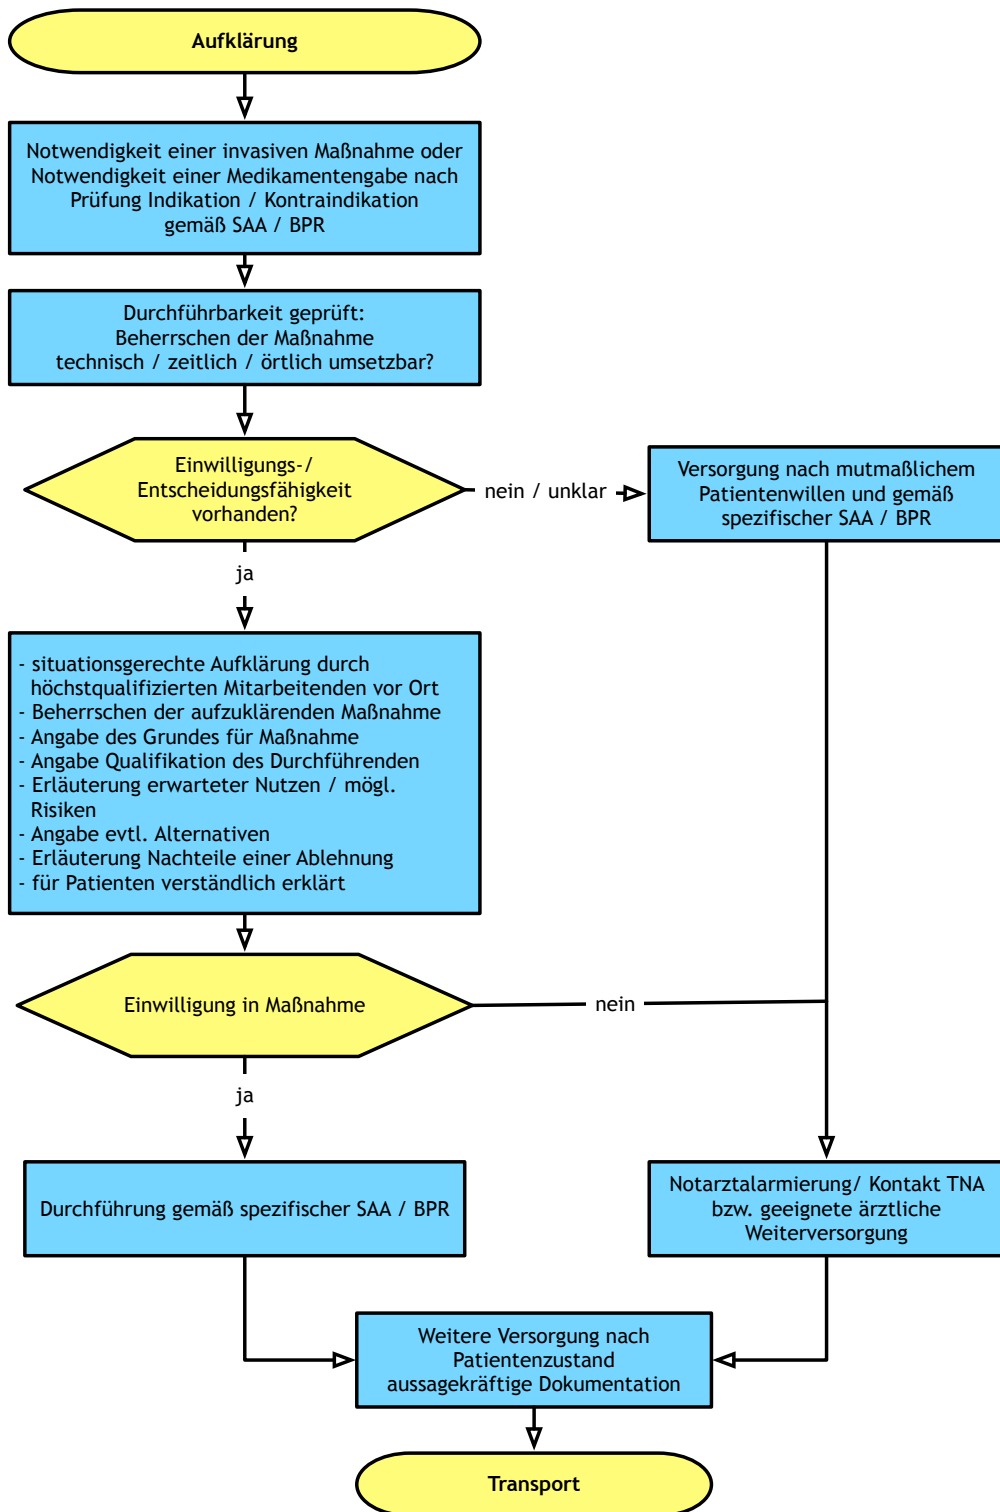 Aufklärung
Notwendigkeit einer invasiven Maßnahme oder
Notwendigkeit einer Medikamentengabe nach
Prüfung Indikation / Kontraindikation
gemäß SAA / BPR
Durchführbarkeit geprüft:
Beherrschen der Maßnahme
technisch / zeitlich / örtlich umsetzbar?
Einwilligungs-/
Entscheidungsfähigkeit
vorhanden?
nein / unklar
Versorgung nach mutmaßlichem
Patientenwillen und gemäß
spezifischer SAA / BPR
ja
- situationsgerechte Aufklärung durch
höchstqualifizierten Mitarbeitenden vor Ort
- Beherrschen der aufzuklärenden Maßnahme
- Angabe des Grundes für Maßnahme
- Angabe Qualifikation des Durchführenden
- Erläuterung erwarteter Nutzen / mögl.
Risiken
- Angabe evtl. Alternativen
- Erläuterung Nachteile einer Ablehnung
- für Patienten verständlich erklärt
Einwilligung in Maßnahme
nein
ja
Durchführung gemäß spezifischer SAA / BPR
Notarztalarmierung/ Kontakt TNA
bzw. geeignete ärztliche
Weiterversorgung
Weitere Versorgung nach
Patientenzustand
aussagekräftige Dokumentation
Transport